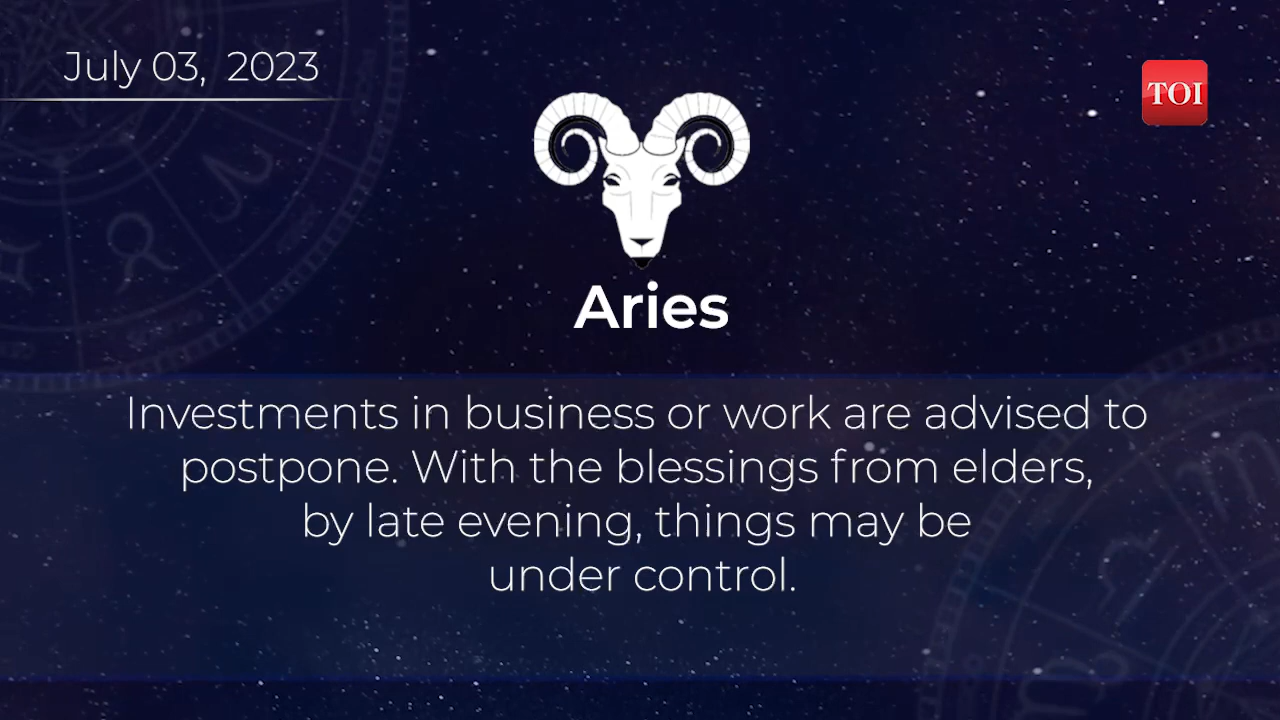 July 03, 2023
TOI
Aries
Investments in business or work are advised to
postpone. With the blessings from elders,
by late evening, things may be
under control.